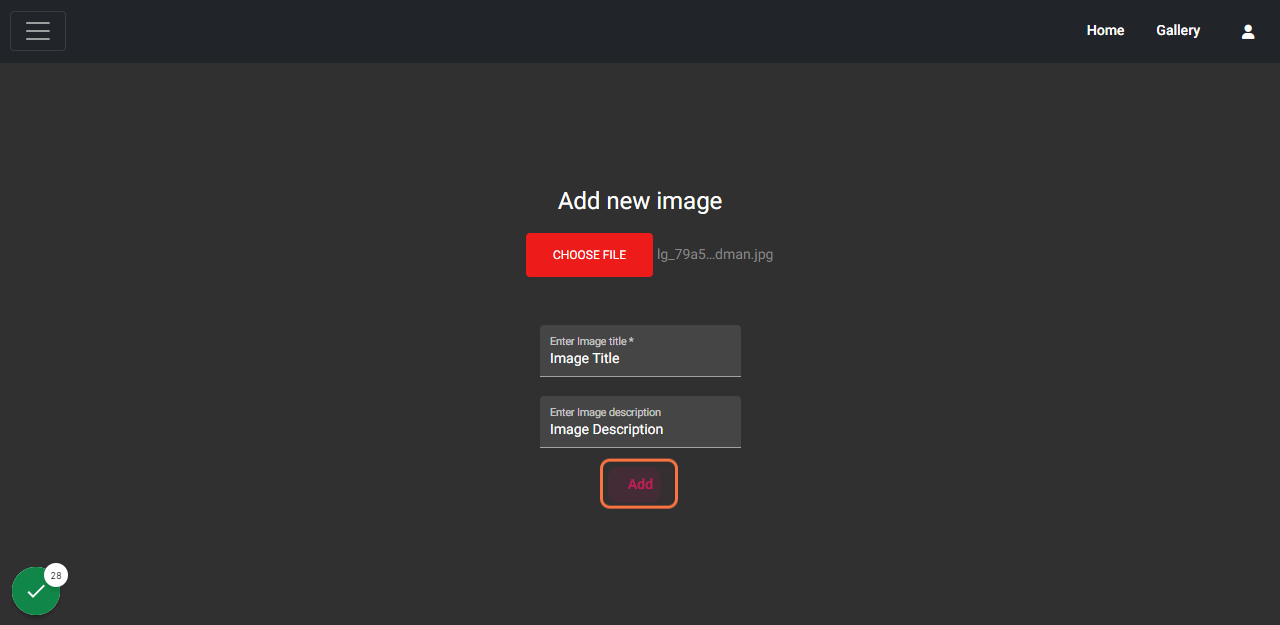 Home Gallery
Add new image
CHOOSE FILE lg_79a5...dman.jpg
Enter Image title *
Image Title
Enter Image description
Image Description
Add
28